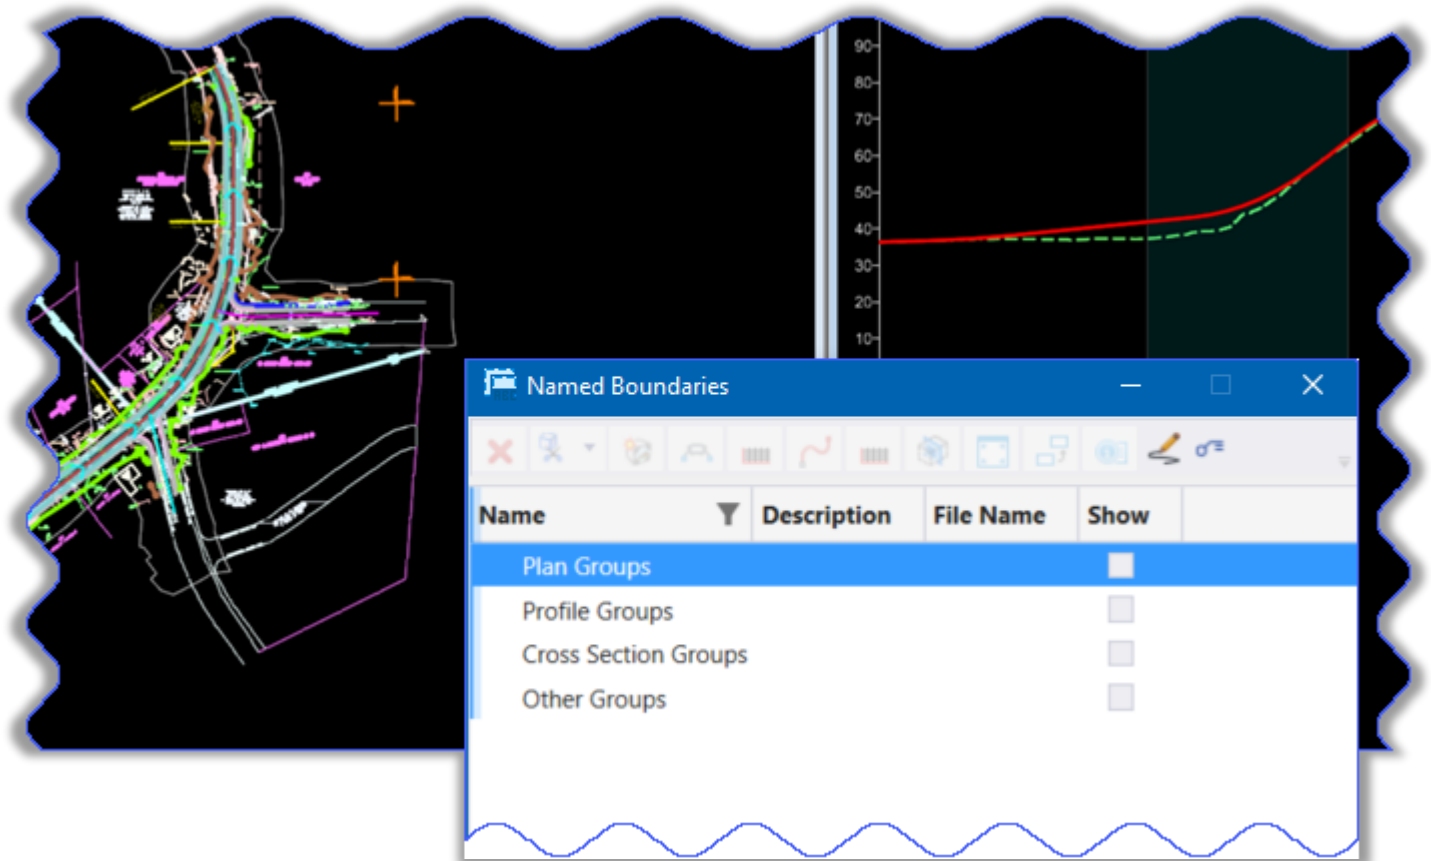 90
80
70
60
50
40
30
20
10
Named Boundaries
Name Description File Name Show
Plan Groups
Profile Groups
Cross Section Groups
Other Groups